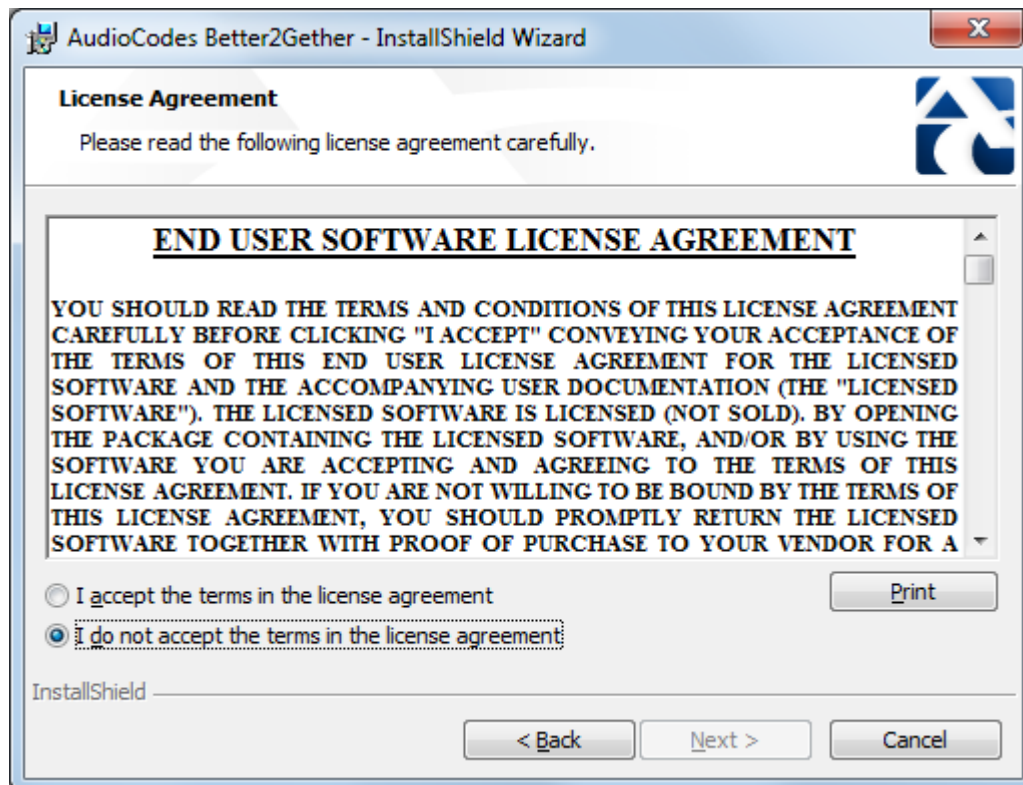 AudioCodes Better2Gether - InstallShield Wizard
License Agreement
Please read the following license agreement carefully.
END USER SOFTWARE LICENSE AGREEMENT
YOU SHOULD READ THE TERMS AND CONDITIONS OF THIS LICENSE AGREEMENT
CAREFULLY BEFORE CLICKING "I ACCEPT" CONVEYING YOUR ACCEPTANCE OF
THE TERMS OF THIS END USER LICENSE AGREEMENT FOR THE LICENSED
SOFTWARE AND THE ACCOMPANYING USER DOCUMENTATION (THE "LICENSED
SOFTWARE"). THE LICENSED SOFTWARE IS LICENSED (NOT SOLD). BY OPENING
THE PACKAGE CONTAINING THE LICENSED SOFTWARE, AND/OR BY USING THE
SOFTWARE YOU ARE ACCEPTING AND AGREEING TO THE TERMS OF THIS
LICENSE AGREEMENT. IF YOU ARE NOT WILLING TO BE BOUND BY THE TERMS OF
THIS LICENSE AGREEMENT, YOU SHOULD PROMPTLY RETURN THE LICENSED
SOFTWARE TOGETHER WITH PROOF OF PURCHASE TO YOUR VENDOR FOR A
I accept the terms in the license agreement
Print
I do not accept the terms in the license agreement
InstallShield
< Back
Next >
Cancel